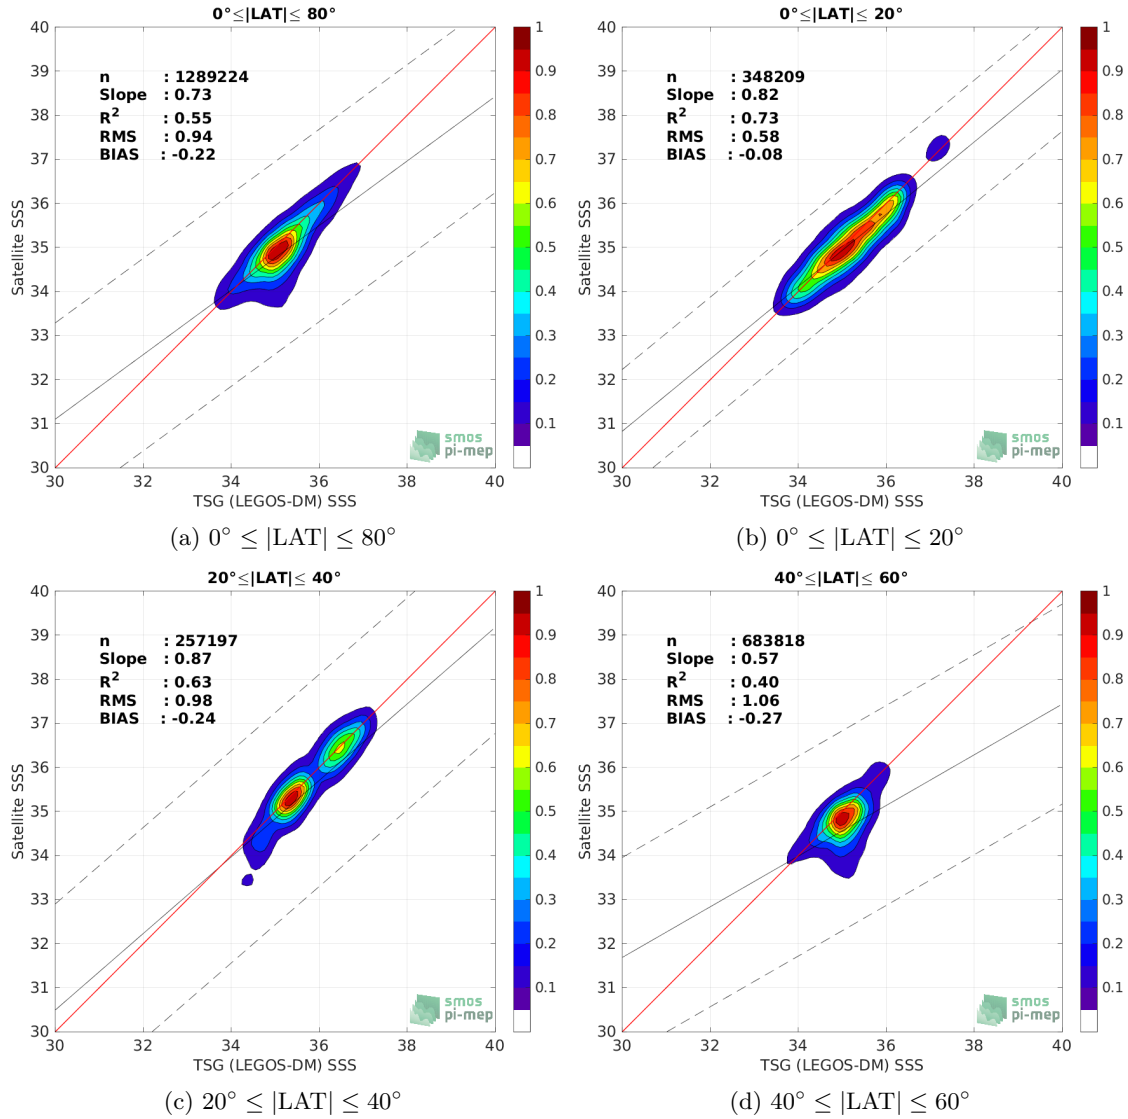 0°≤|LAT|≤ 80°
40
39
38
37
36
35
34
33
32
31
30
30
32
34
36
38
40
Satellite SSS
TSG (LEGOS-DM) SSS
n : 1289224
Slope : 0.73
R² : 0.55
RMS : 0.94
BIAS : -0.22
smos
pi-mep
1
0.9
0.8
0.7
0.6
0.5
0.4
0.3
0.2
0.1
(a) 0° ≤ |LAT| ≤ 80°
0°≤|LAT|≤ 20°
40
39
38
37
36
35
34
33
32
31
30
30
32
34
36
38
40
Satellite SSS
TSG (LEGOS-DM) SSS
n : 348209
Slope : 0.82
R² : 0.73
RMS : 0.58
BIAS : -0.08
smos
pi-mep
1
0.9
0.8
0.7
0.6
0.5
0.4
0.3
0.2
0.1
(b) 0° ≤ |LAT| ≤ 20°
20°≤|LAT|≤ 40°
40
39
38
37
36
35
34
33
32
31
30
30
32
34
36
38
40
Satellite SSS
TSG (LEGOS-DM) SSS
n : 257197
Slope : 0.87
R² : 0.63
RMS : 0.98
BIAS : -0.24
smos
pi-mep
1
0.9
0.8
0.7
0.6
0.5
0.4
0.3
0.2
0.1
(c) 20° ≤ |LAT| ≤ 40°
40°≤|LAT|≤ 60°
40
39
38
37
36
35
34
33
32
31
30
30
32
34
36
38
40
Satellite SSS
TSG (LEGOS-DM) SSS
n : 683818
Slope : 0.57
R² : 0.40
RMS : 1.06
BIAS : -0.27
smos
pi-mep
1
0.9
0.8
0.7
0.6
0.5
0.4
0.3
0.2
0.1
(d) 40° ≤ |LAT| ≤ 60°